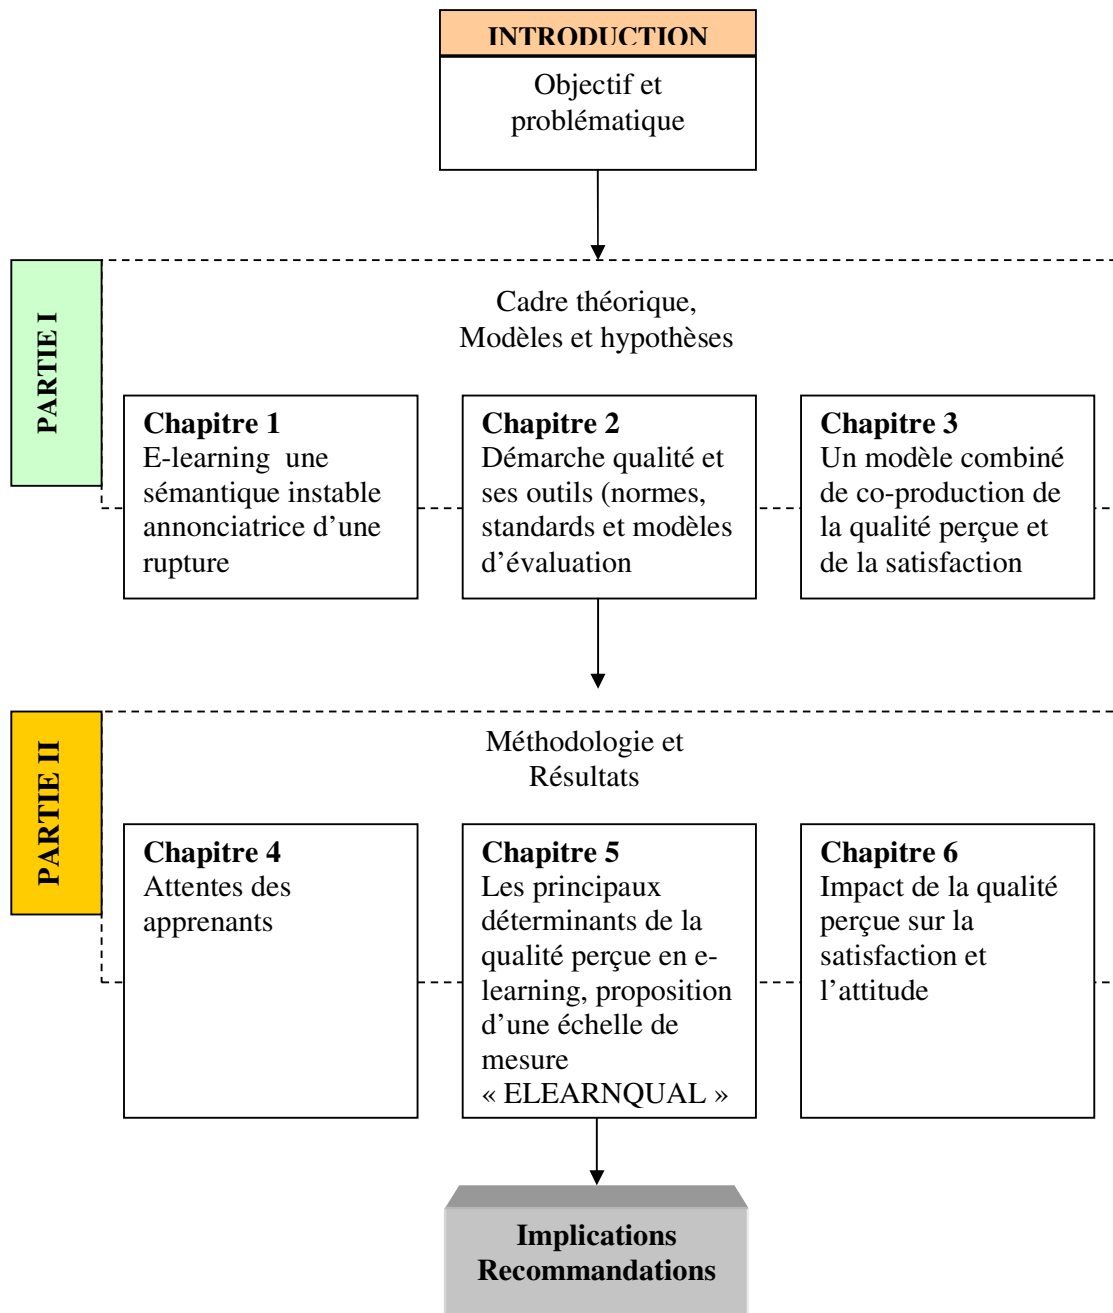 INTRODUCTION
Objectif et
problématique
PARTIE I
Cadre théorique,
Modèles et hypothèses
Chapitre 1
E-learning une
sémantique instable
annonciatrice d’une
rupture
Chapitre 2
Démarche qualité et
ses outils (normes,
standards et modèles
d’évaluation
Chapitre 3
Un modèle combiné
de co-production de
la qualité perçue et
de la satisfaction
PARTIE II
Méthodologie et
Résultats
Chapitre 4
Attentes des
apprenants
Chapitre 5
Les principaux
déterminants de la
qualité perçue en e-
learning, proposition
d’une échelle de
mesure
« ELEARNQUAL »
Chapitre 6
Impact de la qualité
perçue sur la
satisfaction et
l’attitude
Implications
Recommandations